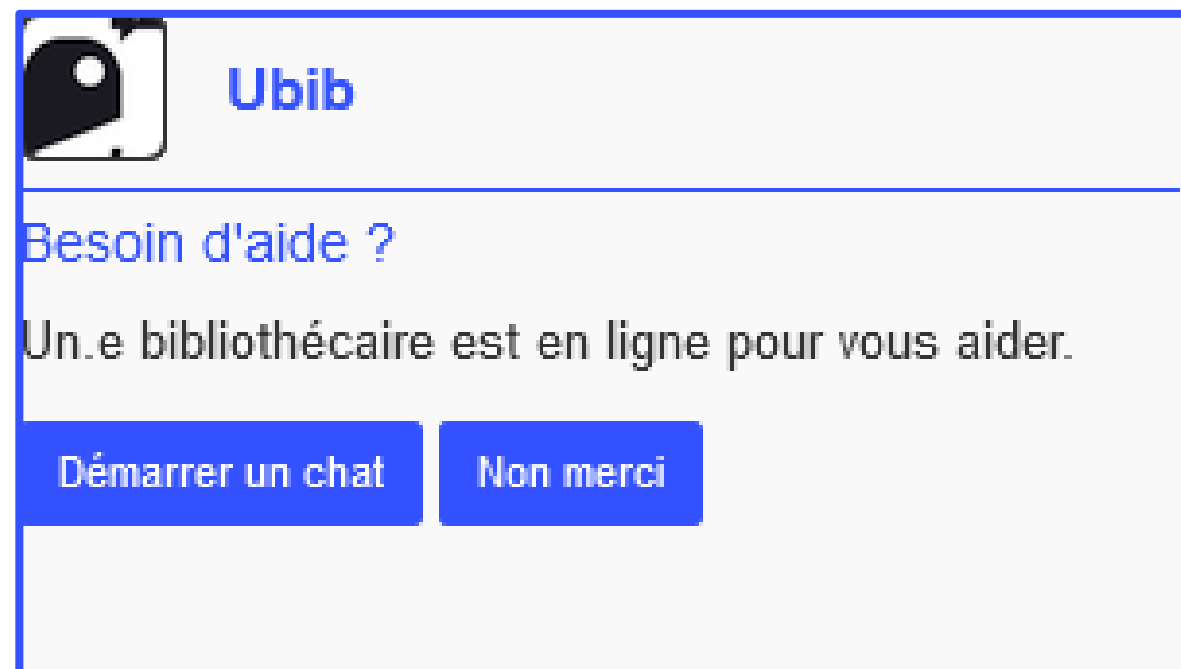 Ubib
Besoin d'aide ?
Un.e bibliothécaire est en ligne pour vous aider.
Démarrer un chat
Non merci